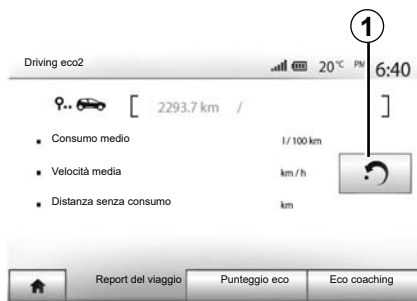 1
Driving eco2 20°C PM 6:40
[ 2293.7 km / ]
Consumo medio l / 100 km
Velocità media km / h
Distanza senza consumo km
Report del viaggio Punteggio eco Eco coaching